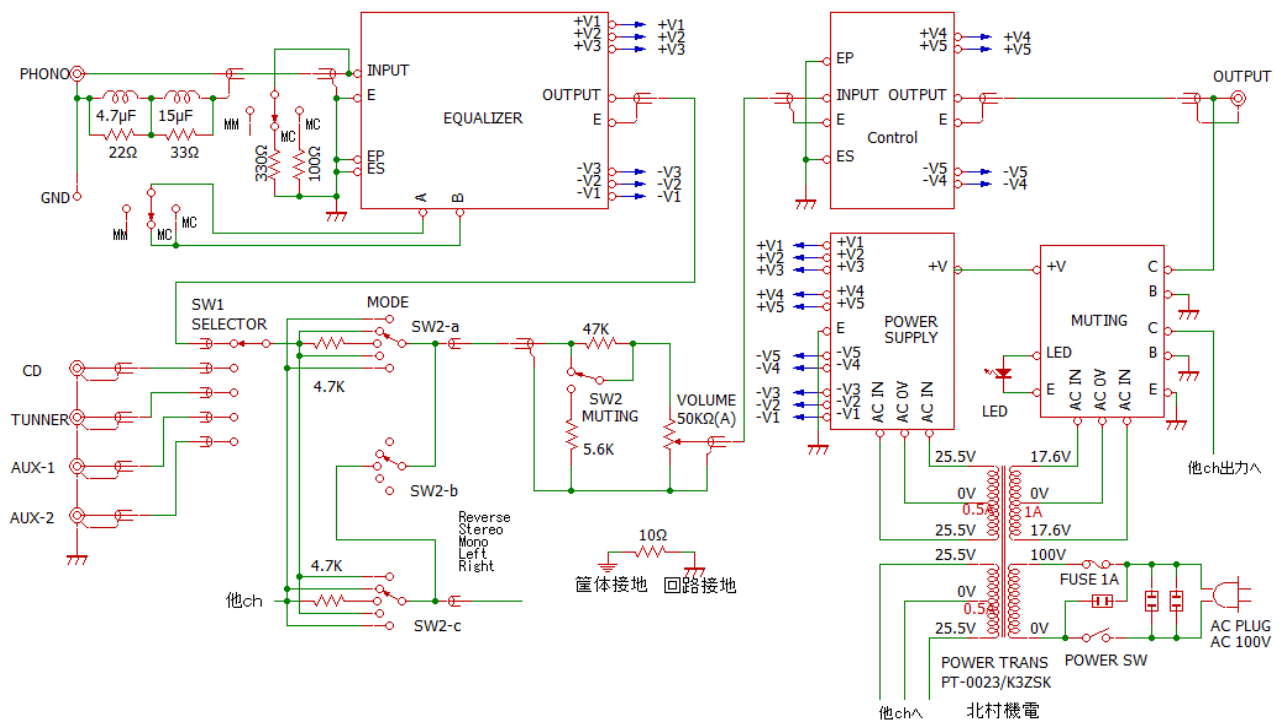 PHONO
4.7µF
15µF
22Ω
33Ω
GND
MM
MC
MM
MC
MC
330Ω
100Ω
MC
INPUT
E
EP
ES
EQUALIZER
A
B
+V1
+V2
+V3
OUTPUT
E
-V3
-V2
-V1
+V1
+V2
+V3
-V3
-V2
-V1
EP
INPUT
E
ES
OUTPUT
E
Control
+V4
+V5
-V5
-V4
+V4
+V5
-V5
-V4
OUTPUT
SW1
SELECTOR
MODE
SW2-a
4.7K
CD
TUNNER
AUX-1
AUX-2
SW2-b
Reverse
Stereo
Mono
Left
Right
4.7K
他ch
SW2-c
47K
SW2
MUTING
5.6K
VOLUME
50KΩ(A)
10Ω
筐体接地
回路接地
+V1
+V2
+V3
+V4
+V5
-V5
-V4
-V3
-V2
-V1
+V1
+V2
+V3
+V4
+V5
E
-V5
-V4
-V3
-V2
-V1
+V
POWER
SUPPLY
AC IN
AC 0V
AC IN
+V
C
B
C
B
E
MUTING
LED
E
LED
AC IN
AC 0V
AC IN
他ch出力へ
25.5V
0V
0.5A
25.5V
17.6V
0V
1A
17.6V
25.5V
0V
0.5A
25.5V
100V
0V
FUSE 1A
POWER SW
AC PLUG
AC 100V
POWER TRANS
PT-0023/K3ZSK
他chへ
北村機電